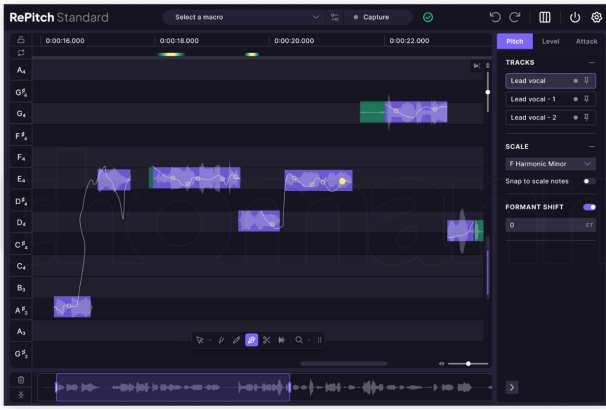 RePitch Standard
Select a macro
Capture
0:00:16.000 0:00:18.000 0:00:20.000 0:00:22.000
Pitch Level Attack
TRACKS
Lead vocal
Lead vocal - 1
Lead vocal - 2
SCALE
F Harmonic Minor
Snap to scale notes
FORMANT SHIFT
0 CT
A4
G#4
G4
F#4
F4
E4
D#4
D4
C#4
C4
B3
A#3
A3
G#3